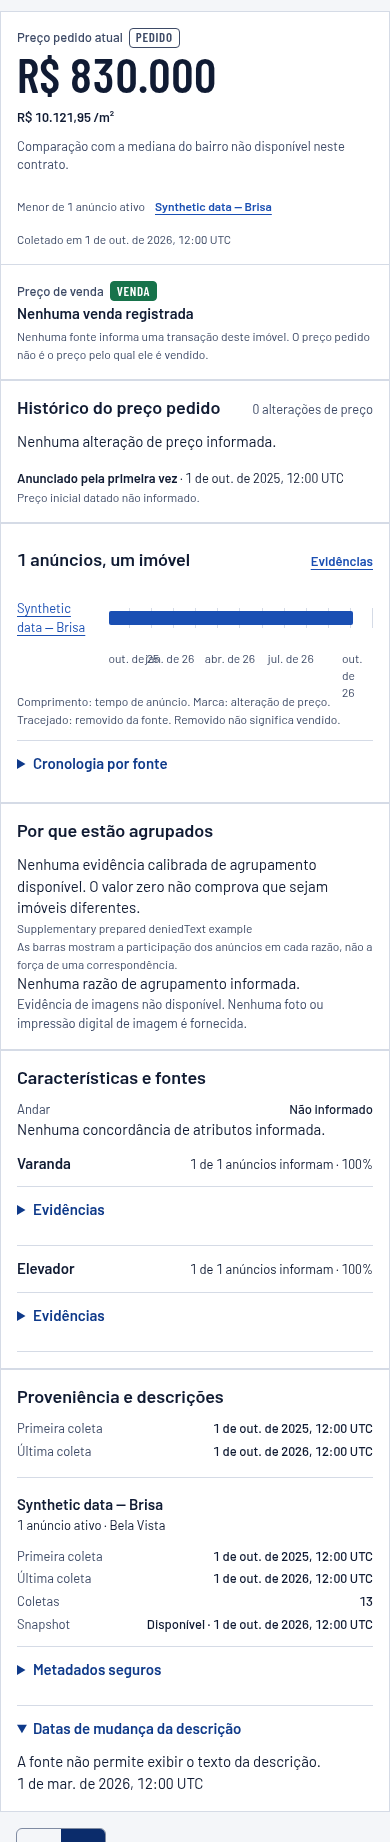 Preço pedido atual PEDIDO
R$ 830.000
R$ 10.121,95 /m²
Comparação com a mediana do bairro não disponível neste
contrato.
Menor de 1 anúncio ativo Synthetic data — Brisa
Coletado em 1 de out. de 2026, 12:00 UTC
Preço de venda VENDA
Nenhuma venda registrada
Nenhuma fonte informa uma transação deste imóvel. O preço pedido
não é o preço pelo qual ele é vendido.
Histórico do preço pedido 0 alterações de preço
Nenhuma alteração de preço informada.
Anunciado pela primeira vez · 1 de out. de 2025, 12:00 UTC
Preço inicial datado não informado.
1 anúncios, um imóvel Evidências
Synthetic
data — Brisa
out. de 25 jan. de 26 abr. de 26 jul. de 26 out.
de
26
Comprimento: tempo de anúncio. Marca: alteração de preço.
Tracejado: removido da fonte. Removido não significa vendido.
Cronologia por fonte
Por que estão agrupados
Nenhuma evidência calibrada de agrupamento
disponível. O valor zero não comprova que sejam
imóveis diferentes.
Supplementary prepared deniedText example
As barras mostram a participação dos anúncios em cada razão, não a
força de uma correspondência.
Nenhuma razão de agrupamento informada.
Evidência de imagens não disponível. Nenhuma foto ou
impressão digital de imagem é fornecida.
Características e fontes
Andar Não informado
Nenhuma concordância de atributos informada.
Varanda 1 de 1 anúncios informam · 100%
Evidências
Elevador 1 de 1 anúncios informam · 100%
Evidências
Proveniência e descrições
Primeira coleta 1 de out. de 2025, 12:00 UTC
Última coleta 1 de out. de 2026, 12:00 UTC
Synthetic data — Brisa
1 anúncio ativo · Bela Vista
Primeira coleta 1 de out. de 2025, 12:00 UTC
Última coleta 1 de out. de 2026, 12:00 UTC
Coletas 13
Snapshot Disponível · 1 de out. de 2026, 12:00 UTC
Metadados seguros
Datas de mudança da descrição
A fonte não permite exibir o texto da descrição.
1 de mar. de 2026, 12:00 UTC